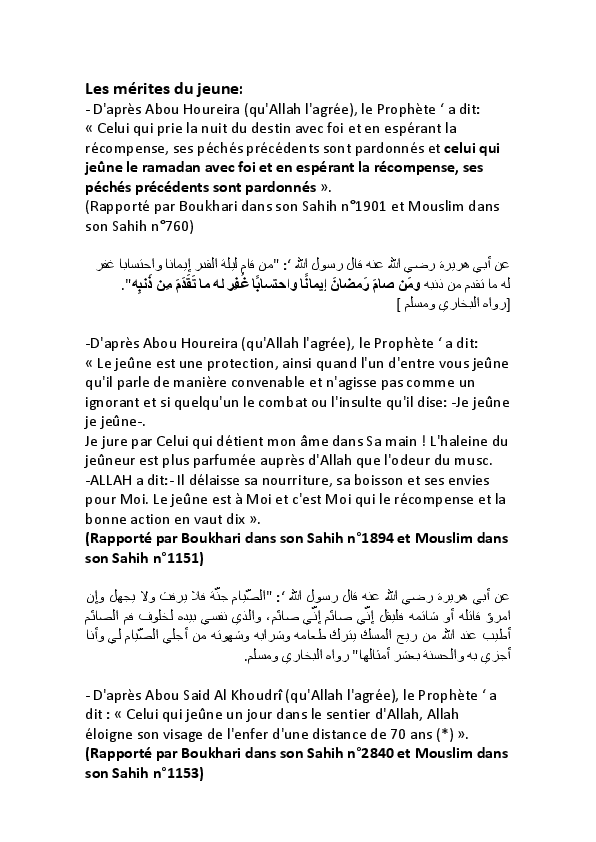 Les mérites du jeune:
- D'après Abou Houreira (qu'Allah l'agrée), le Prophète ‘ a dit:
« Celui qui prie la nuit du destin avec foi et en espérant la
récompense, ses péchés précédents sont pardonnés et celui qui
jeûne le ramadan avec foi et en espérant la récompense, ses
péchés précédents sont pardonnés ».
(Rapporté par Boukhari dans son Sahih n°1901 et Mouslim dans
son Sahih n°760)
عن أبي هريرة رضي الله عنه قال رسول الله ‘: "من قام ليلة القدر إيمانا واحتسابا غفر
له ما تقدم من ذنبه ومَن صامَ رَمضانَ إيمانًا واحتسابًا غُفِر له ما تَقَدَّمَ مِن ذَنبِه".
[رواه البخاري ومسلم ]
-D'après Abou Houreira (qu'Allah l'agrée), le Prophète ‘ a dit:
« Le jeûne est une protection, ainsi quand l'un d'entre vous jeûne
qu'il parle de manière convenable et n'agisse pas comme un
ignorant et si quelqu'un le combat ou l'insulte qu'il dise: -Je jeûne
je jeûne-.
Je jure par Celui qui détient mon âme dans Sa main ! L'haleine du
jeûneur est plus parfumée auprès d'Allah que l'odeur du musc.
-ALLAH a dit:- Il délaisse sa nourriture, sa boisson et ses envies
pour Moi. Le jeûne est à Moi et c'est Moi qui le récompense et la
bonne action en vaut dix ».
(Rapporté par Boukhari dans son Sahih n°1894 et Mouslim dans
son Sahih n°1151)
عن أبي هريرة رضي الله عنه قال رسول الله ‘: "الصّيام جنّة فلا يرفث ولا يجهل وإن
امرؤ قاتله أو شاتمه فليقل إنّي صائم إنّي صائم، والذي نفسي بيده لخلوف فم الصّائم
أطيب عند الله من ريح المسك يترك طعامه وشرابه وشهوته من أجلي الصّيام لي وأنا
أجزي به والحسنة بعشر أمثالها" رواه البخاري ومسلم.
- D'après Abou Said Al Khoudrî (qu'Allah l'agrée), le Prophète ‘ a
dit : « Celui qui jeûne un jour dans le sentier d'Allah, Allah
éloigne son visage de l'enfer d'une distance de 70 ans (*) ».
(Rapporté par Boukhari dans son Sahih n°2840 et Mouslim dans
son Sahih n°1153)